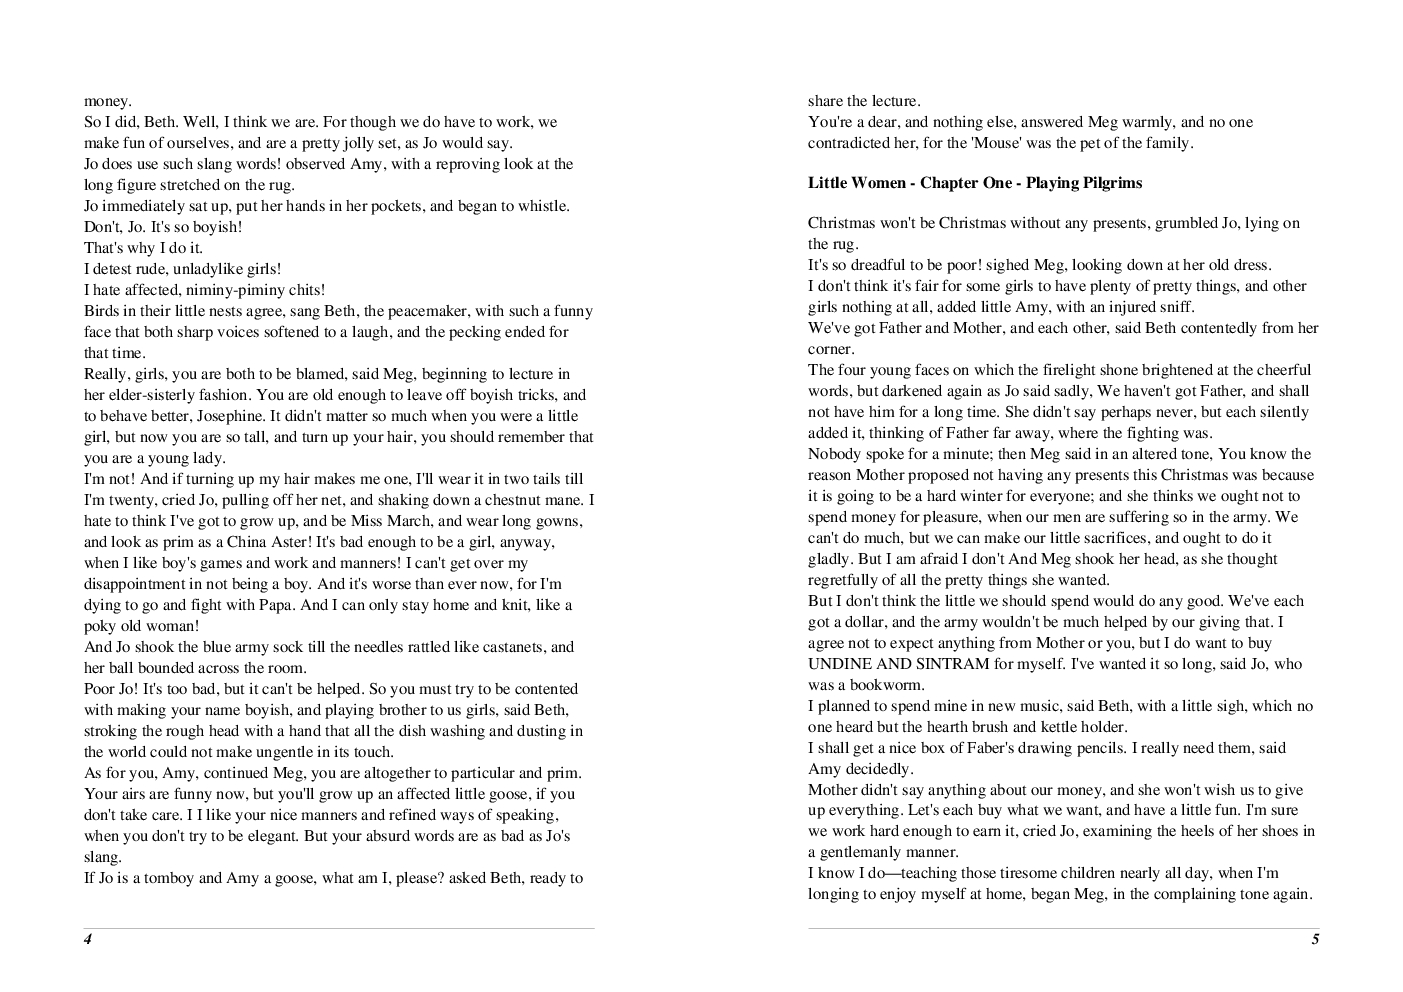 money.
So I did, Beth. Well, I think we are. For though we do have to work, we
make fun of ourselves, and are a pretty jolly set, as Jo would say.
Jo does use such slang words! observed Amy, with a reproving look at the
long figure stretched on the rug.
Jo immediately sat up, put her hands in her pockets, and began to whistle.
Don't, Jo. It's so boyish!
That's why I do it.
I detest rude, unladylike girls!
I hate affected, niminy-piminy chits!
Birds in their little nests agree, sang Beth, the peacemaker, with such a funny
face that both sharp voices softened to a laugh, and the pecking ended for
that time.
Really, girls, you are both to be blamed, said Meg, beginning to lecture in
her elder-sisterly fashion. You are old enough to leave off boyish tricks, and
to behave better, Josephine. It didn't matter so much when you were a little
girl, but now you are so tall, and turn up your hair, you should remember that
you are a young lady.
I'm not! And if turning up my hair makes me one, I'll wear it in two tails till
I'm twenty, cried Jo, pulling off her net, and shaking down a chestnut mane. I
hate to think I've got to grow up, and be Miss March, and wear long gowns,
and look as prim as a China Aster! It's bad enough to be a girl, anyway,
when I like boy's games and work and manners! I can't get over my
disappointment in not being a boy. And it's worse than ever now, for I'm
dying to go and fight with Papa. And I can only stay home and knit, like a
poky old woman!
And Jo shook the blue army sock till the needles rattled like castanets, and
her ball bounded across the room.
Poor Jo! It's too bad, but it can't be helped. So you must try to be contented
with making your name boyish, and playing brother to us girls, said Beth,
stroking the rough head with a hand that all the dish washing and dusting in
the world could not make ungentle in its touch.
As for you, Amy, continued Meg, you are altogether to particular and prim.
Your airs are funny now, but you'll grow up an affected little goose, if you
don't take care. I I like your nice manners and refined ways of speaking,
when you don't try to be elegant. But your absurd words are as bad as Jo's
slang.
If Jo is a tomboy and Amy a goose, what am I, please? asked Beth, ready to
4
share the lecture.
You're a dear, and nothing else, answered Meg warmly, and no one
contradicted her, for the 'Mouse' was the pet of the family.
Little Women - Chapter One - Playing Pilgrims
Christmas won't be Christmas without any presents, grumbled Jo, lying on
the rug.
It's so dreadful to be poor! sighed Meg, looking down at her old dress.
I don't think it's fair for some girls to have plenty of pretty things, and other
girls nothing at all, added little Amy, with an injured sniff.
We've got Father and Mother, and each other, said Beth contentedly from her
corner.
The four young faces on which the firelight shone brightened at the cheerful
words, but darkened again as Jo said sadly, We haven't got Father, and shall
not have him for a long time. She didn't say perhaps never, but each silently
added it, thinking of Father far away, where the fighting was.
Nobody spoke for a minute; then Meg said in an altered tone, You know the
reason Mother proposed not having any presents this Christmas was because
it is going to be a hard winter for everyone; and she thinks we ought not to
spend money for pleasure, when our men are suffering so in the army. We
can't do much, but we can make our little sacrifices, and ought to do it
gladly. But I am afraid I don't And Meg shook her head, as she thought
regretfully of all the pretty things she wanted.
But I don't think the little we should spend would do any good. We've each
got a dollar, and the army wouldn't be much helped by our giving that. I
agree not to expect anything from Mother or you, but I do want to buy
UNDINE AND SINTRAM for myself. I've wanted it so long, said Jo, who
was a bookworm.
I planned to spend mine in new music, said Beth, with a little sigh, which no
one heard but the hearth brush and kettle holder.
I shall get a nice box of Faber's drawing pencils. I really need them, said
Amy decidedly.
Mother didn't say anything about our money, and she won't wish us to give
up everything. Let's each buy what we want, and have a little fun. I'm sure
we work hard enough to earn it, cried Jo, examining the heels of her shoes in
a gentlemanly manner.
I know I do—teaching those tiresome children nearly all day, when I'm
longing to enjoy myself at home, began Meg, in the complaining tone again.
5